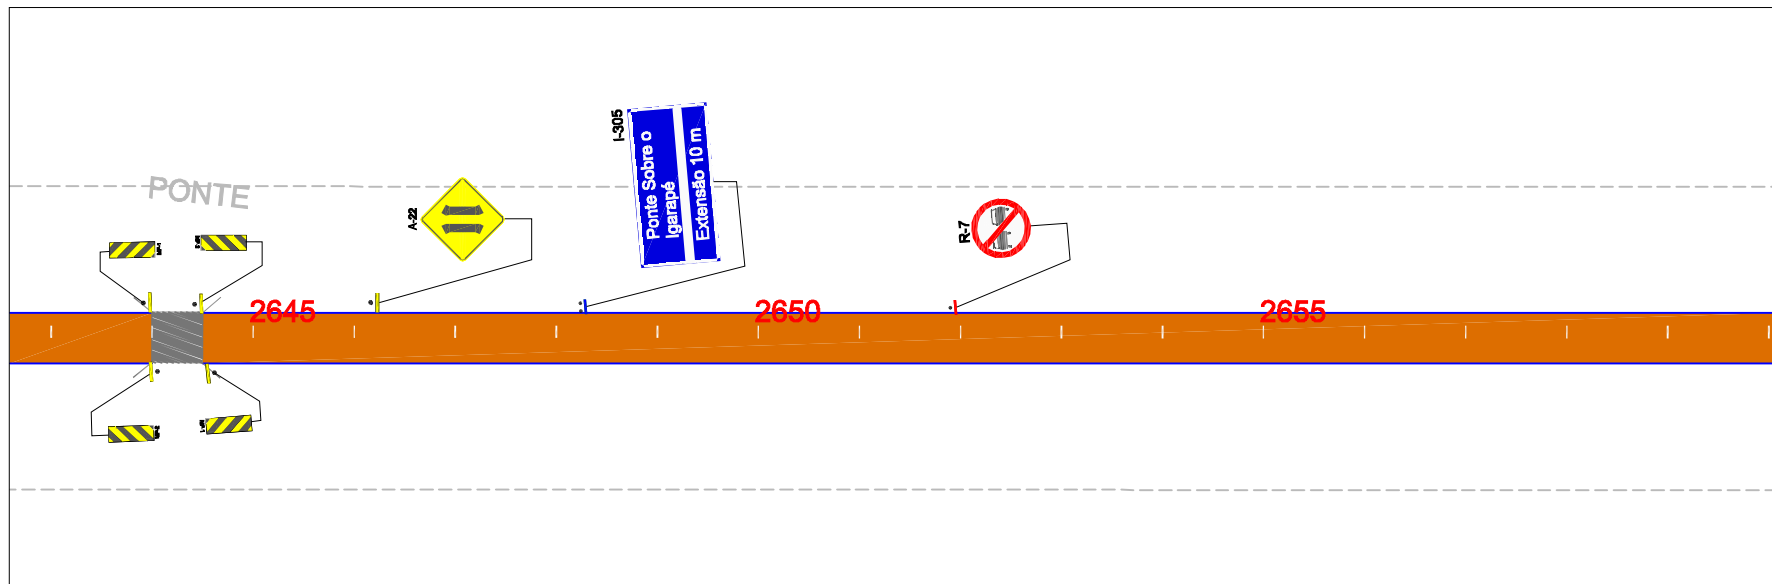 PONTE
A-22
I-305
Ponte Sobre o
Igarapé
Extensão 10 m
R-7
2645
2650
2655